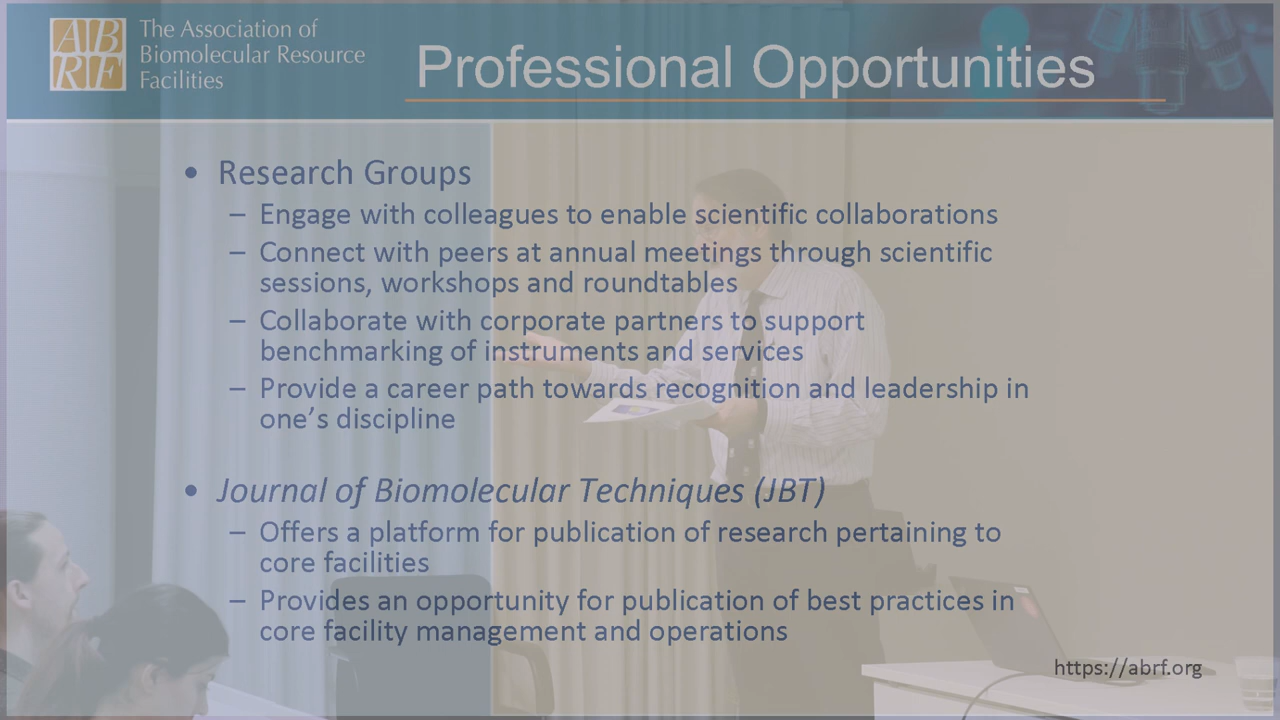 ABRF
The Association of
Biomolecular Resource
Facilities
Professional Opportunities
• Research Groups
– Engage with colleagues to enable scientific collaborations
– Connect with peers at annual meetings through scientific
sessions, workshops and roundtables
– Collaborate with corporate partners to support
benchmarking of instruments and services
– Provide a career path towards recognition and leadership in
one’s discipline
• Journal of Biomolecular Techniques (JBT)
– Offers a platform for publication of research pertaining to
core facilities
– Provides an opportunity for publication of best practices in
core facility management and operations
https://abrf.org